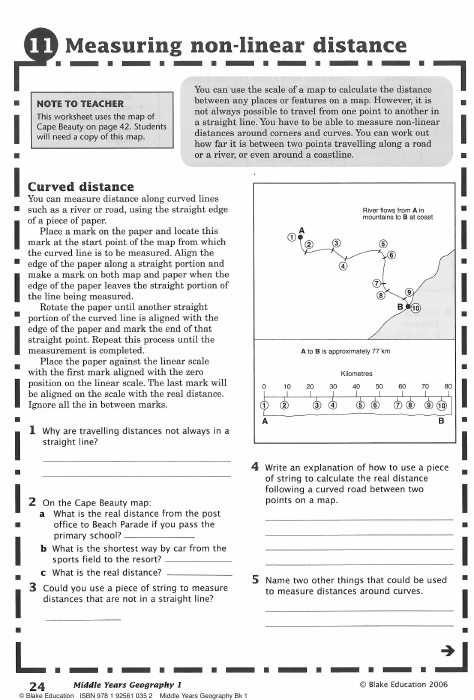 11 Measuring non-linear distance
NOTE TO TEACHER
This worksheet uses the map of
Cape Beauty on page 42. Students
will need a copy of this map.
You can use the scale of a map to calculate the distance
between any places or features on a map. However, it is
not always possible to travel from one point to another in
a straight line. You have to be able to measure non-linear
distances around corners and curves. You can work out
how far it is between two points travelling along a road
or a river, or even around a coastline.
Curved distance
You can measure distance along curved lines
such as a river or road, using the straight edge
of a piece of paper.
Place a mark on the paper and locate this
mark at the start point of the map from which
the curved line is to be measured. Align the
edge of the paper along a straight portion and
make a mark on both map and paper when the
edge of the paper leaves the straight portion of
the line being measured.
Rotate the paper until another straight
portion of the curved line is aligned with the
edge of the paper and mark the end of that
straight point. Repeat this process until the
measurement is completed.
Place the paper against the linear scale
with the first mark aligned with the zero
position on the linear scale. The last mark will
be aligned on the scale with the real distance.
Ignore all the in between marks.
River flows from A in
mountains to B at coast
A
1
2
3
4
5
6
7
8
9
B 10
A to B is approximately 77 km
Kilometres
0 10 20 30 40 50 60 70 80
1 2 3 4 5 6 7 8 9 10
A B
1 Why are travelling distances not always in a
straight line?
2 On the Cape Beauty map:
a What is the real distance from the post
office to Beach Parade if you pass the
primary school?
b What is the shortest way by car from the
sports field to the resort?
c What is the real distance?
3 Could you use a piece of string to measure
distances that are not in a straight line?
4 Write an explanation of how to use a piece
of string to calculate the real distance
following a curved road between two
points on a map.
5 Name two other things that could be used
to measure distances around curves.
24 Middle Years Geography 1 © Blake Education 2006
© Blake Education ISBN 978 1 92561 035 2 Middle Years Geography Bk 1